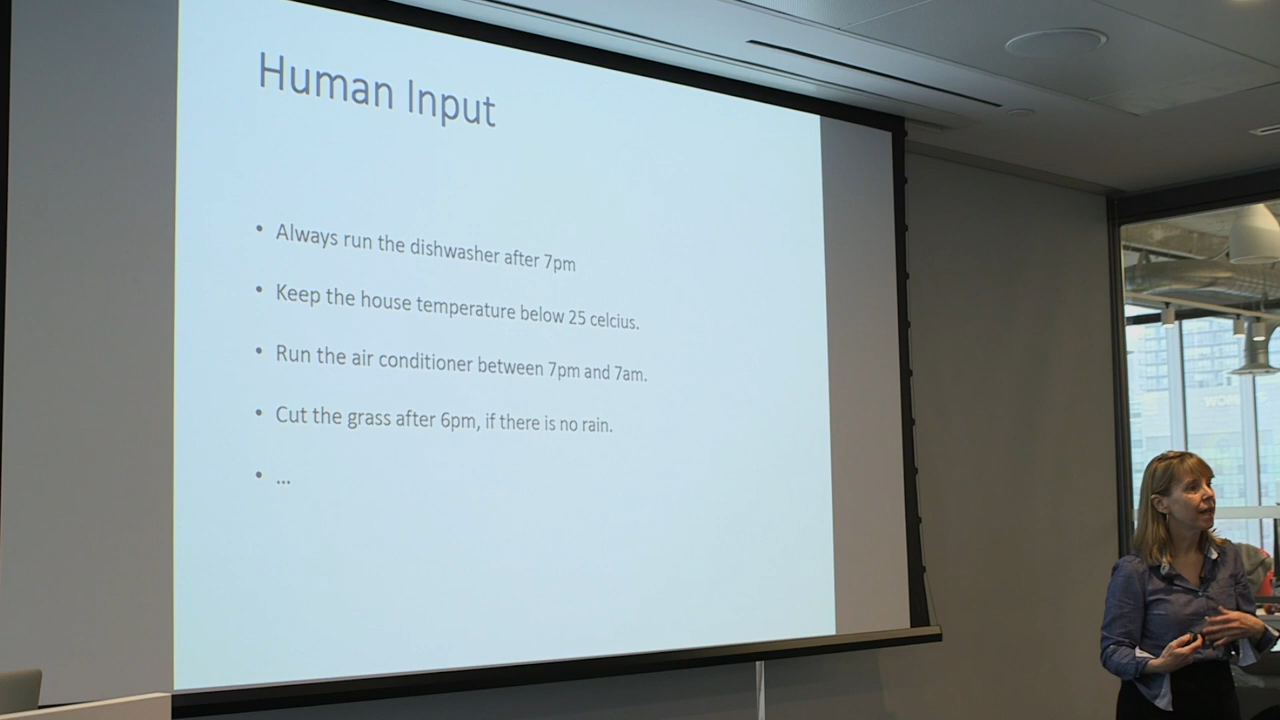 Human Input
• Always run the dishwasher after 7pm
• Keep the house temperature below 25 celcius.
• Run the air conditioner between 7pm and 7am.
• Cut the grass after 6pm, if there is no rain.
• ...